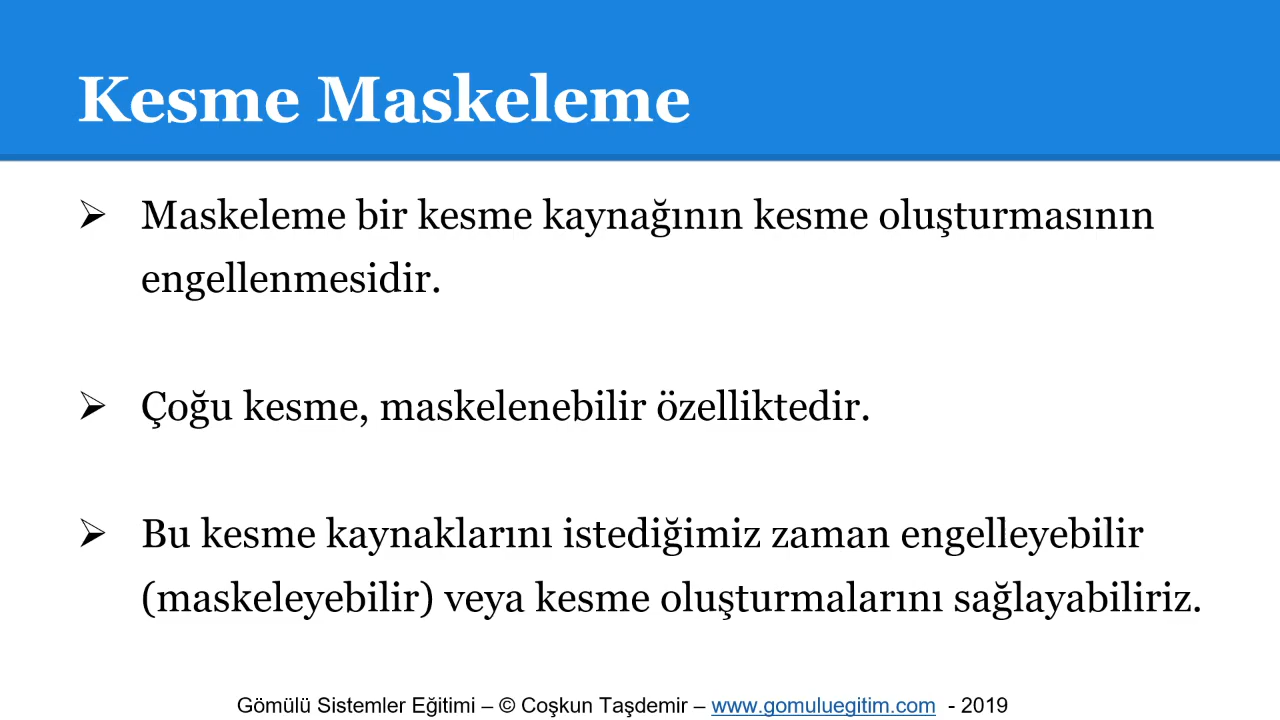 Kesme Maskeleme
➢ Maskeleme bir kesme kaynağının kesme oluşturmasının
engellenmesidir.
➢ Çoğu kesme, maskelenebilir özelliktedir.
➢ Bu kesme kaynaklarını istediğimiz zaman engelleyebilir
(maskeleyebilir) veya kesme oluşturmalarını sağlayabiliriz.
Gömülü Sistemler Eğitimi – © Coşkun Taşdemir – www.gomuluegitim.com - 2019